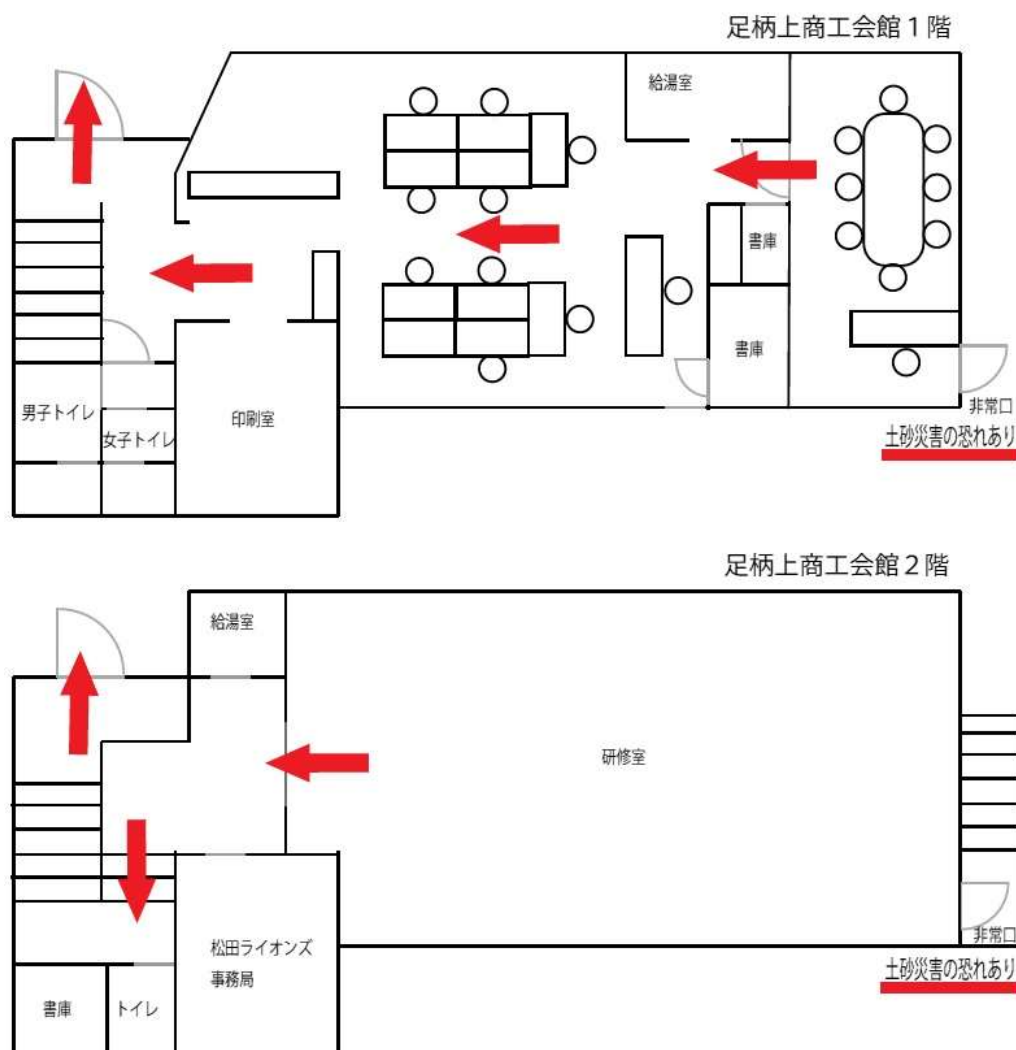 足柄上商工会館１階
給湯室
書庫
書庫
男子トイレ
女子トイレ
印刷室
非常口
土砂災害の恐れあり
足柄上商工会館２階
給湯室
研修室
松田ライオンズ
事務局
書庫
トイレ
非常口
土砂災害の恐れあり